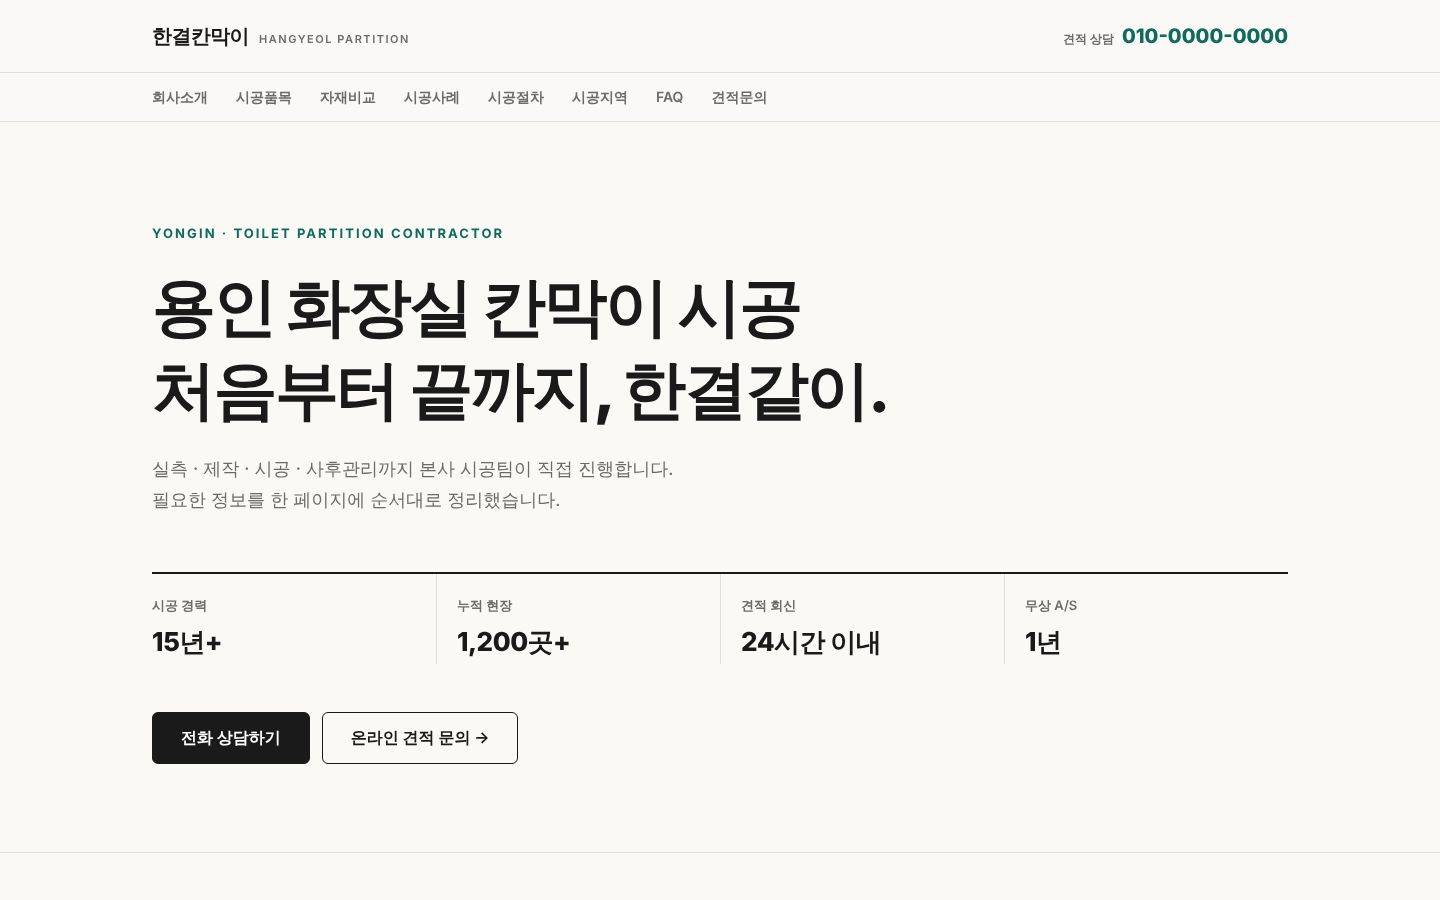 한결칸막이 HANGYEOL PARTITION
견적 상담 010-0000-0000
회사소개 시공품목 자재비교 시공사례 시공절차 시공지역 FAQ 견적문의
YONGIN · TOILET PARTITION CONTRACTOR
용인 화장실 칸막이 시공
처음부터 끝까지, 한결같이.
실측 · 제작 · 시공 · 사후관리까지 본사 시공팀이 직접 진행합니다.
필요한 정보를 한 페이지에 순서대로 정리했습니다.
시공 경력
15년+
누적 현장
1,200곳+
견적 회신
24시간 이내
무상 A/S
1년
전화 상담하기
온라인 견적 문의 →